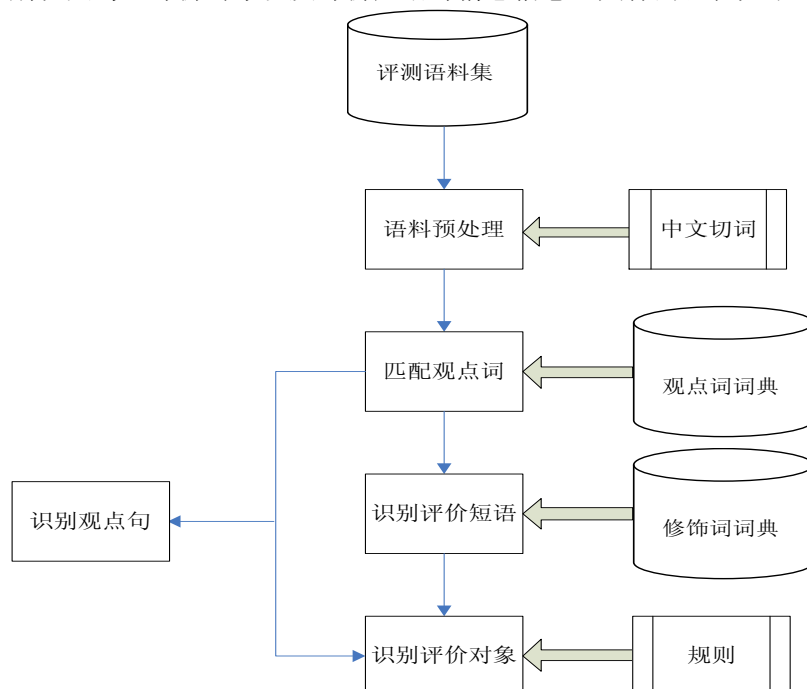 评测语料集
语料预处理
中文切词
匹配观点词
观点词词典
识别评价短语
修饰词词典
识别观点句
识别评价对象
规则